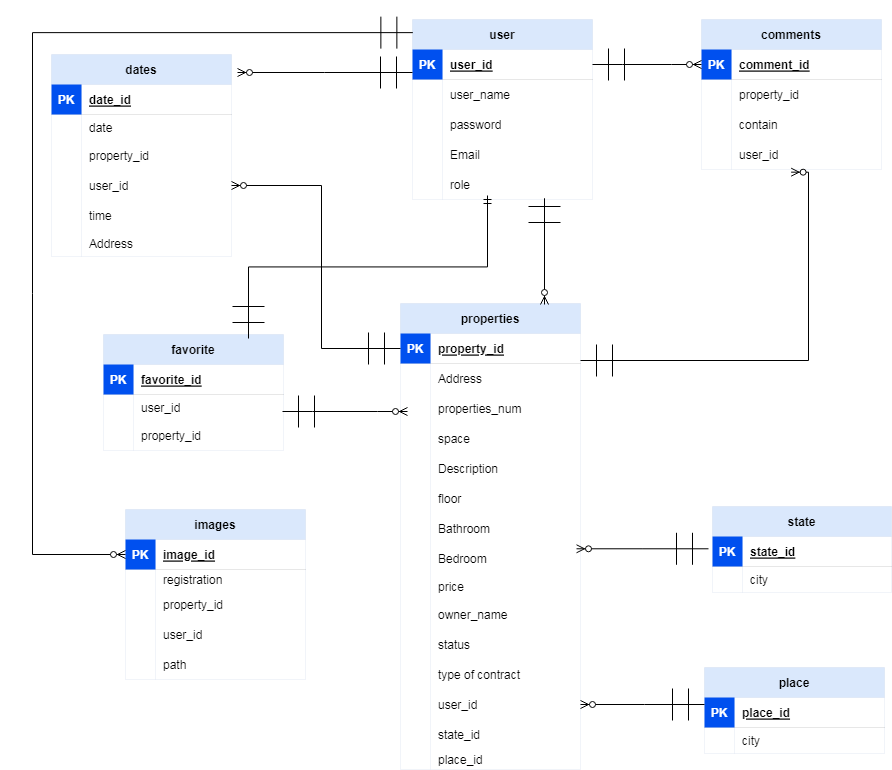 user
PK user_id
user_name
password
Email
role
comments
PK comment_id
property_id
contain
user_id
dates
PK date_id
date
property_id
user_id
time
Address
favorite
PK favorite_id
user_id
property_id
properties
PK property_id
Address
properties_num
space
Description
floor
Bathroom
Bedroom
price
owner_name
status
type of contract
user_id
state_id
place_id
images
PK image_id
registration
property_id
user_id
path
state
PK state_id
city
place
PK place_id
city